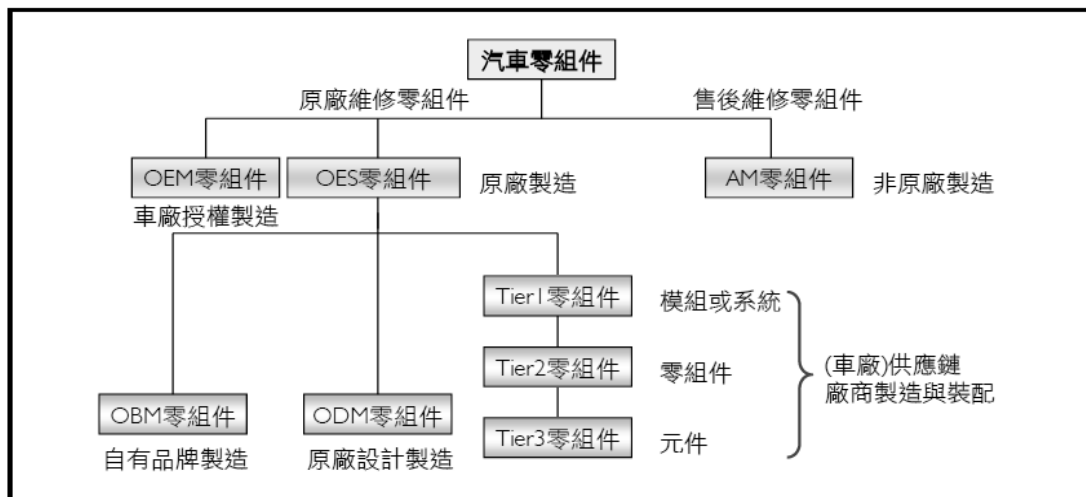 汽車零組件
原廠維修零組件
售後維修零組件
OEM零組件
OES零組件
原廠製造
AM零組件
非原廠製造
車廠授權製造
Tier1零組件
模組或系統
Tier2零組件
零組件
(車廠)供應鏈
廠商製造與裝配
OBM零組件
ODM零組件
Tier3零組件
元件
自有品牌製造
原廠設計製造